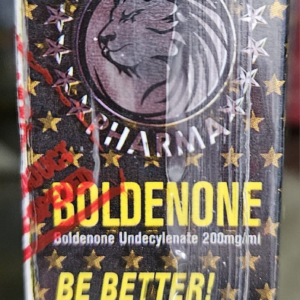 PHARMA
BOLDENONE
Boldenone Undecylenate 200mg/ml
BE BETTER!